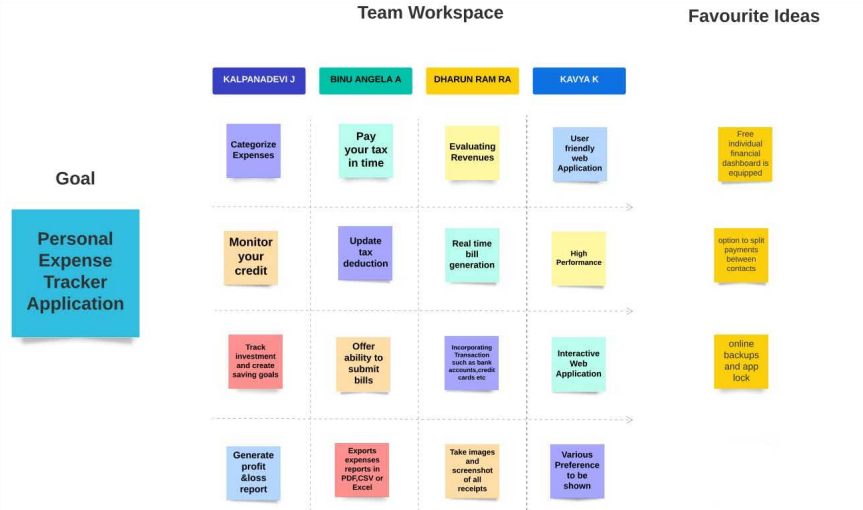 Team Workspace
Favourite Ideas
KALPANADEVI J
BINU ANGELA A
DHARUN RAM RA
KAVYA K
Goal
Personal
Expense
Tracker
Application
Categorize
Expenses
Pay
your tax
in time
Evaluating
Revenues
User
friendly
web
Application
Free
individual
financial
dashboard is
equipped
Monitor
your
credit
Update
tax
deduction
Real time
bill
generation
High
Performance
option to split
payments
between
contacts
Track
investment
and create
saving goals
Offer
ability to
submit
bills
Incorporating
Transaction
such as bank
accounts,credit
cards etc
Interactive
Web
Application
online
backups
and app
lock
Generate
profit
&loss
report
Exports
expenses
reports in
PDF,CSV or
Excel
Take images
and
screenshot
of all
receipts
Various
Preference
to be
shown